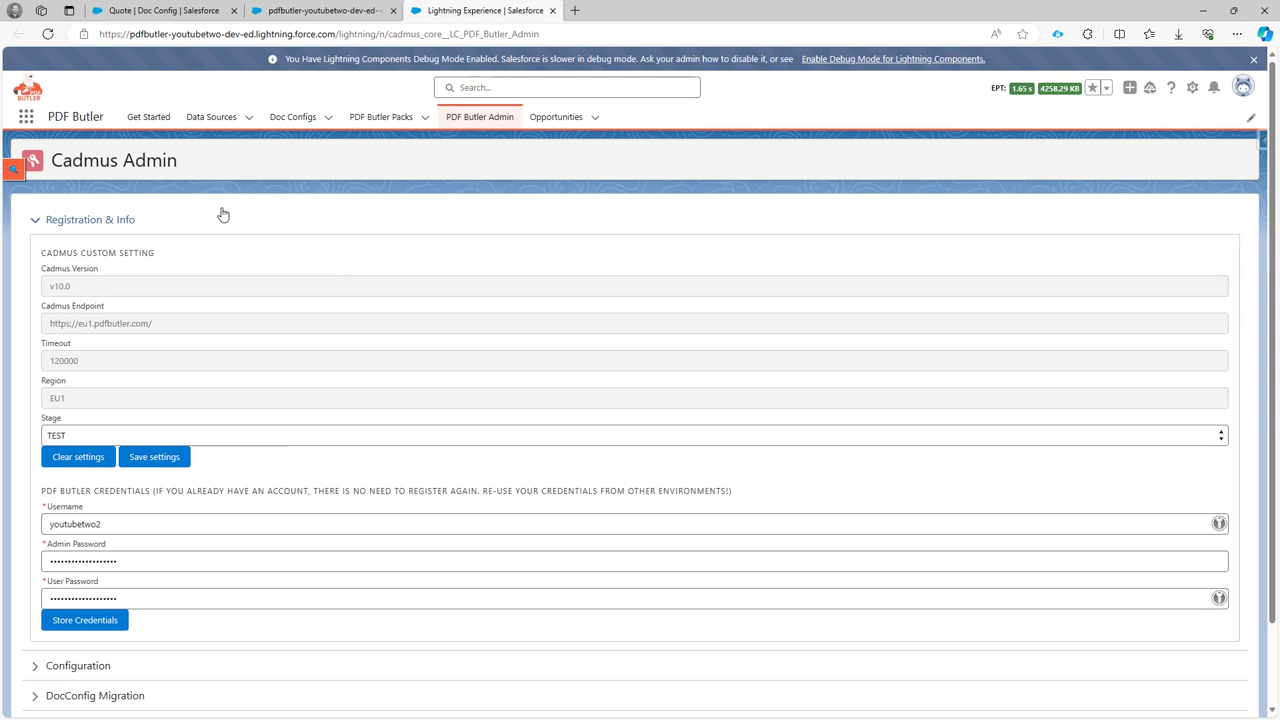 Quote | Doc Config | Salesforce
pdfbutler-youtubetwo-dev-ed-
Lightning Experience | Salesforce
https://pdfbutler-youtubetwo-dev-ed.lightning.force.com/lightning/n/cadmus_core__LC_PDF_Butler_Admin
You Have Lightning Components Debug Mode Enabled. Salesforce is slower in debug mode. Ask your admin how to disable it, or see Enable Debug Mode for Lightning Components.
PDF BUTLER
Search...
EPT: 1.65 s 4258.29 KB
PDF Butler Get Started Data Sources Doc Configs PDF Butler Packs PDF Butler Admin Opportunities
Cadmus Admin
Registration & Info
CADMUS CUSTOM SETTING
Cadmus Version
v10.0
Cadmus Endpoint
https://eu1.pdfbutler.com/
Timeout
120000
Region
EU1
Stage
TEST
Clear settings Save settings
PDF BUTLER CREDENTIALS (IF YOU ALREADY HAVE AN ACCOUNT, THERE IS NO NEED TO REGISTER AGAIN. RE-USE YOUR CREDENTIALS FROM OTHER ENVIRONMENTS!)
*Username
youtubetwo2
*Admin Password
•••••••••••••••••••
*User Password
•••••••••••••••••••
Store Credentials
Configuration
DocConfig Migration